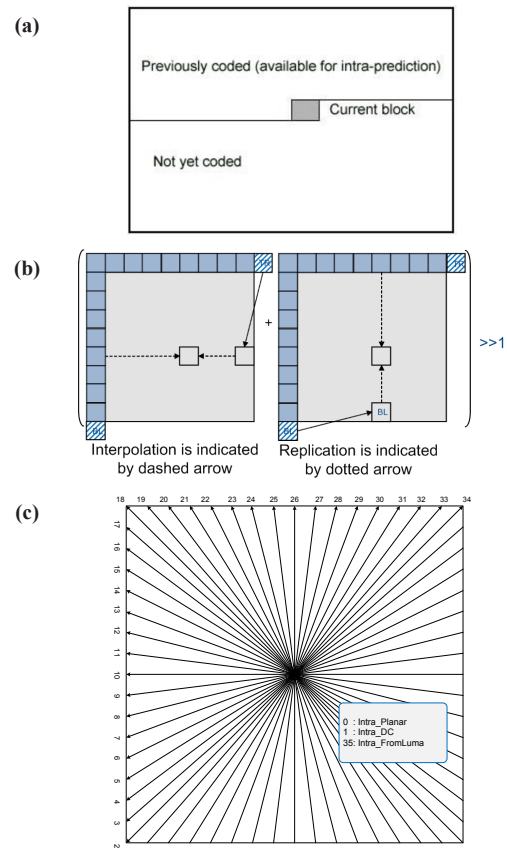 (a)
Previously coded (available for intra-prediction)
Current block
Not yet coded
(b)
TR
TR
+
>>1
BL
BL
BL
Interpolation is indicated
by dashed arrow
Replication is indicated
by dotted arrow
(c)
18 19 20 21 22 23 24 25 26 27 28 29 30 31 32 33 34
17
16
15
14
13
12
11
10
9
8
7
6
5
4
3
2
0 : Intra_Planar
1 : Intra_DC
35: Intra_FromLuma